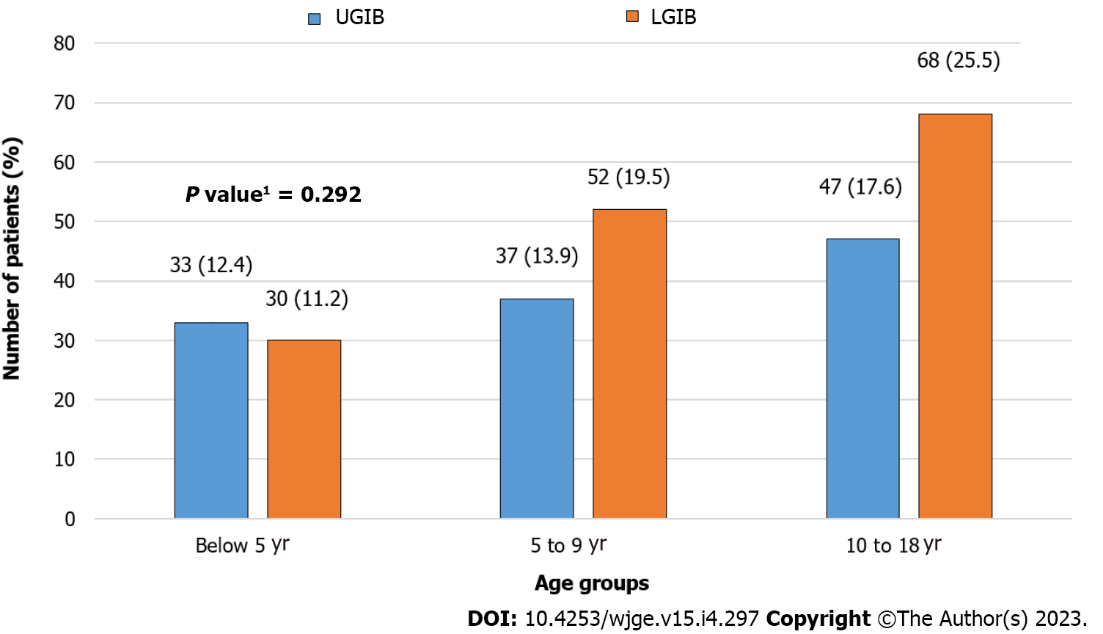 UGIB LGIB
80
70
60
50
40
30
20
10
0
Number of patients (%)
P value¹ = 0.292
33 (12.4)
30 (11.2)
37 (13.9)
52 (19.5)
47 (17.6)
68 (25.5)
Below 5 yr
5 to 9 yr
10 to 18 yr
Age groups
DOI: 10.4253/wjge.v15.i4.297 Copyright ©The Author(s) 2023.